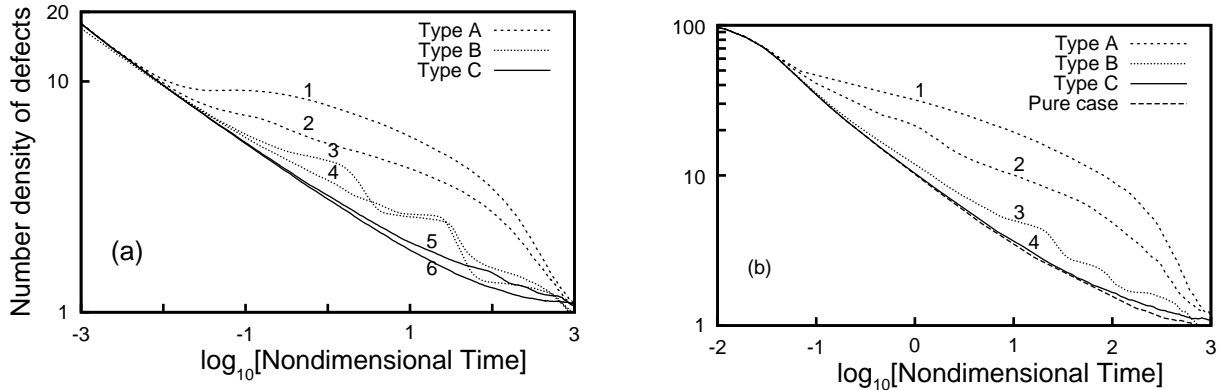 Number density of defects
20
10
1
Type A
Type B
Type C
1
2
3
4
5
6
(a)
-3
-1
1
3
log10[Nondimensional Time]
100
10
1
Type A
Type B
Type C
Pure case
1
2
3
4
(b)
-2
-1
0
1
2
3
log10[Nondimensional Time]